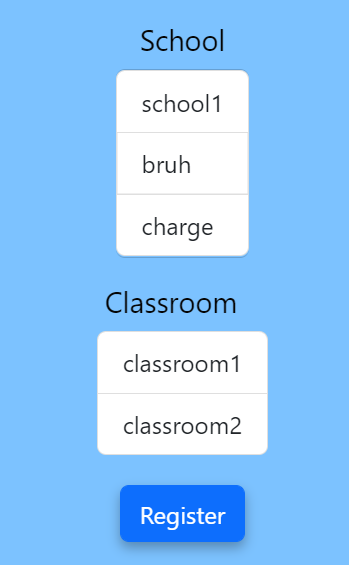 School
school1
bruh
charge
Classroom
classroom1
classroom2
Register